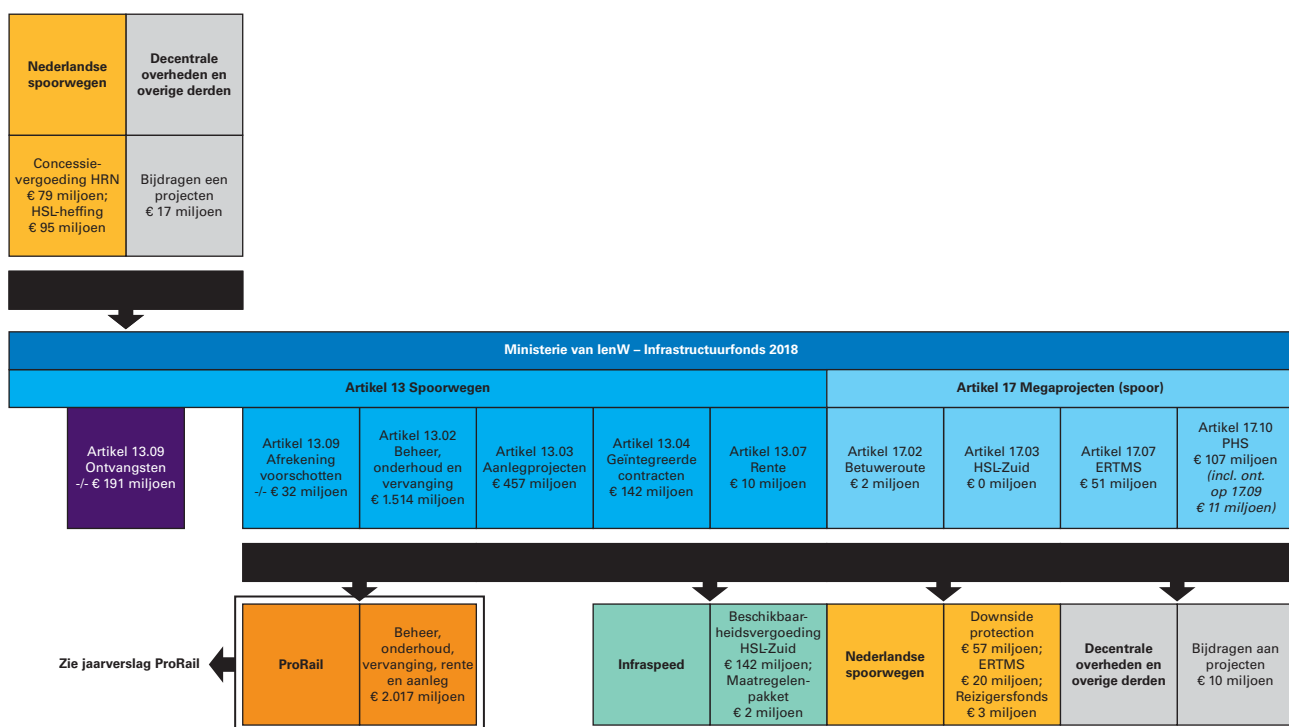 Nederlandse
spoorwegen
Decentrale
overheden en
overige derden
Concessie-
vergoeding HRN
€ 79 miljoen;
HSL-heffing
€ 95 miljoen
Bijdragen een
projecten
€ 17 miljoen
Ministerie van IenW – Infrastructuurfonds 2018
Artikel 13 Spoorwegen
Artikel 17 Megaprojecten (spoor)
Artikel 13.09
Ontvangsten
-/- € 191 miljoen
Artikel 13.09
Afrekening
voorschotten
-/- € 32 miljoen
Artikel 13.02
Beheer,
onderhoud en
vervanging
€ 1.514 miljoen
Artikel 13.03
Aanlegprojecten
€ 457 miljoen
Artikel 13.04
Geïntegreerde
contracten
€ 142 miljoen
Artikel 13.07
Rente
€ 10 miljoen
Artikel 17.02
Betuweroute
€ 2 miljoen
Artikel 17.03
HSL-Zuid
€ 0 miljoen
Artikel 17.07
ERTMS
€ 51 miljoen
Artikel 17.10
PHS
€ 107 miljoen
(incl. ont.
op 17.09
€ 11 miljoen)
Zie jaarverslag ProRail
ProRail
Beheer,
onderhoud,
vervanging, rente
en aanleg
€ 2.017 miljoen
Infraspeed
Beschikbaar-
heidsvergoeding
HSL-Zuid
€ 142 miljoen;
Maatregelen-
pakket
€ 2 miljoen
Nederlandse
spoorwegen
Downside
protection
€ 57 miljoen;
ERTMS
€ 20 miljoen;
Reizigersfonds
€ 3 miljoen
Decentrale
overheden en
overige derden
Bijdragen aan
projecten
€ 10 miljoen